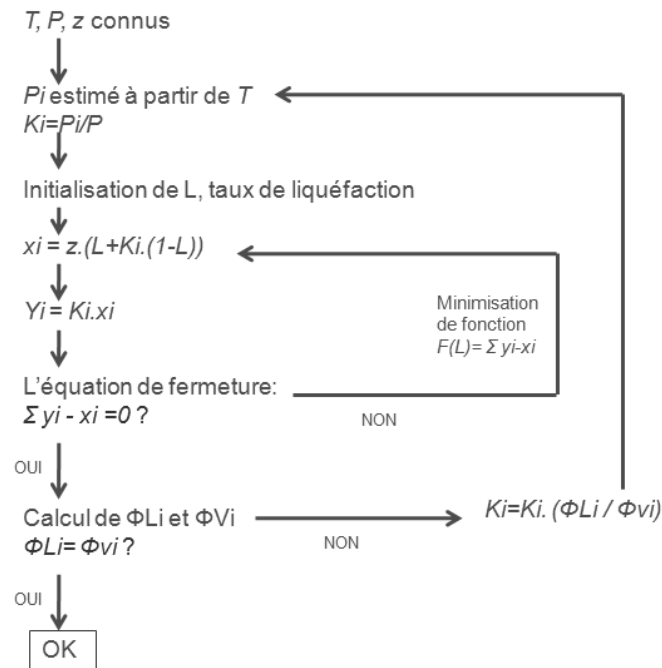 T, P, z connus
Pi estimé à partir de T
Ki=Pi/P
Initialisation de L, taux de liquéfaction
xi = z.(L+Ki.(1-L))
Yi = Ki.xi
Minimisation
de fonction
F(L)= Σ yi-xi
L'équation de fermeture:
Σ yi - xi =0 ?
NON
OUI
Calcul de ΦLi et ΦVi
ΦLi= Φvi ?
NON
Ki=Ki. (ΦLi / Φvi)
OUI
OK